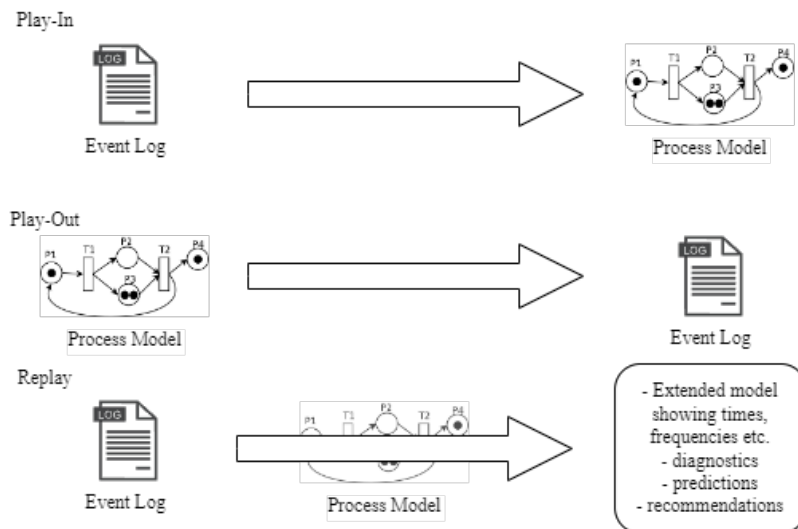 Play-In
LOG
Event Log
P1 T1 P2 P3 T2 P4
Process Model
Play-Out
P1 T1 P2 P3 T2 P4
Process Model
LOG
Event Log
Replay
LOG
Event Log
P1 T1 P2 T2 P4
Process Model
- Extended model
showing times,
frequencies etc.
- diagnostics
- predictions
- recommendations